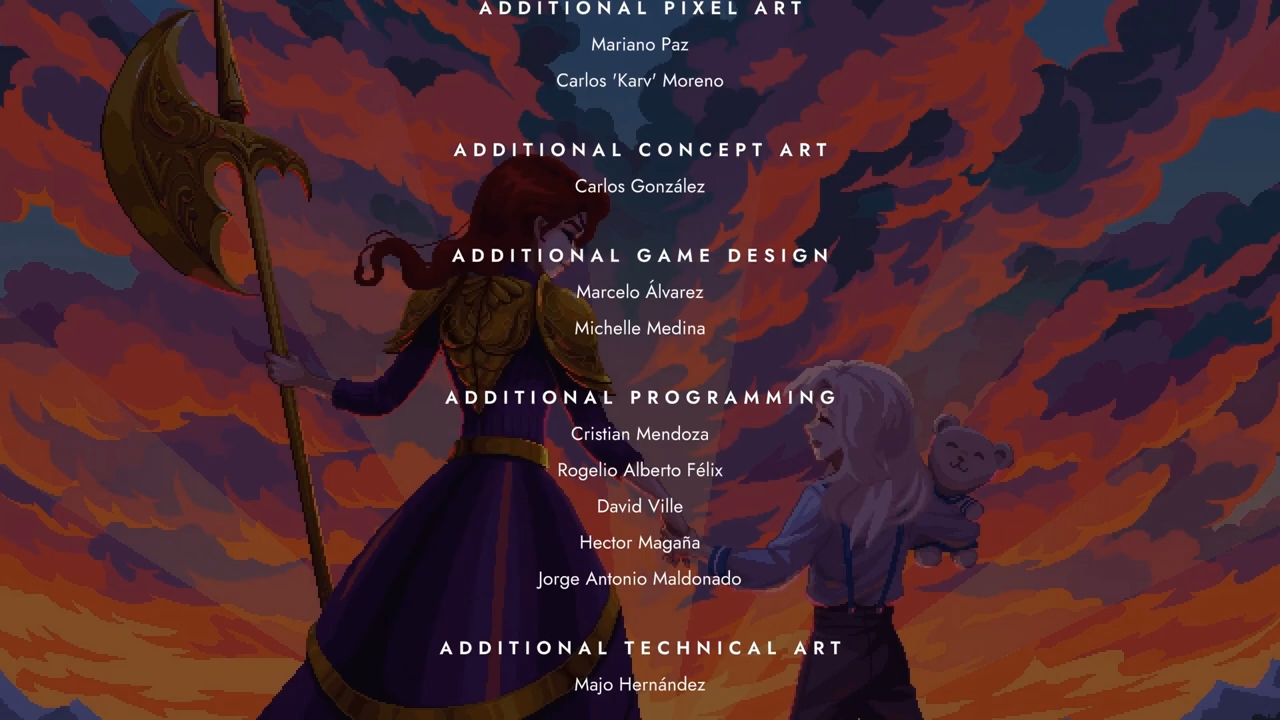 ADDITIONAL PIXEL ART
Mariano Paz
Carlos 'Karv' Moreno
ADDITIONAL CONCEPT ART
Carlos González
ADDITIONAL GAME DESIGN
Marcelo Álvarez
Michelle Medina
ADDITIONAL PROGRAMMING
Cristian Mendoza
Rogelio Alberto Félix
David Ville
Hector Magaña
Jorge Antonio Maldonado
ADDITIONAL TECHNICAL ART
Majo Hernández